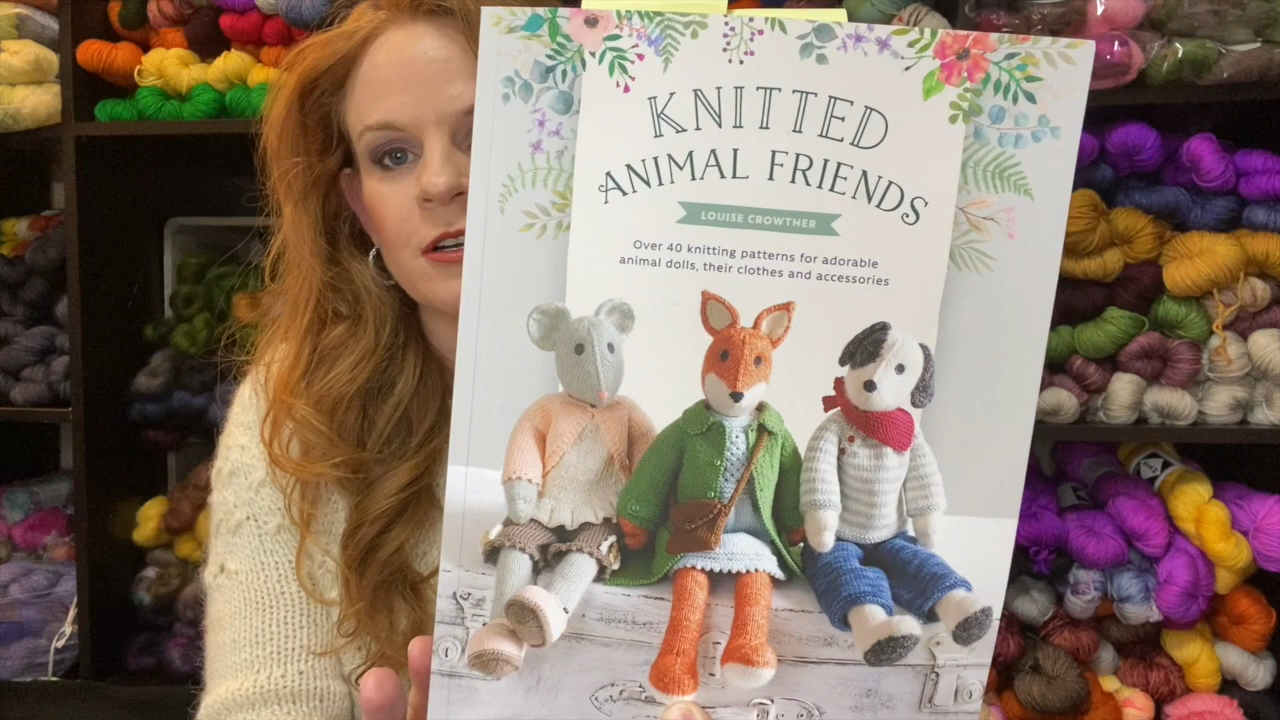 KNITTED
ANIMAL FRIENDS
LOUISE CROWTHER
Over 40 knitting patterns for adorable
animal dolls, their clothes and accessories